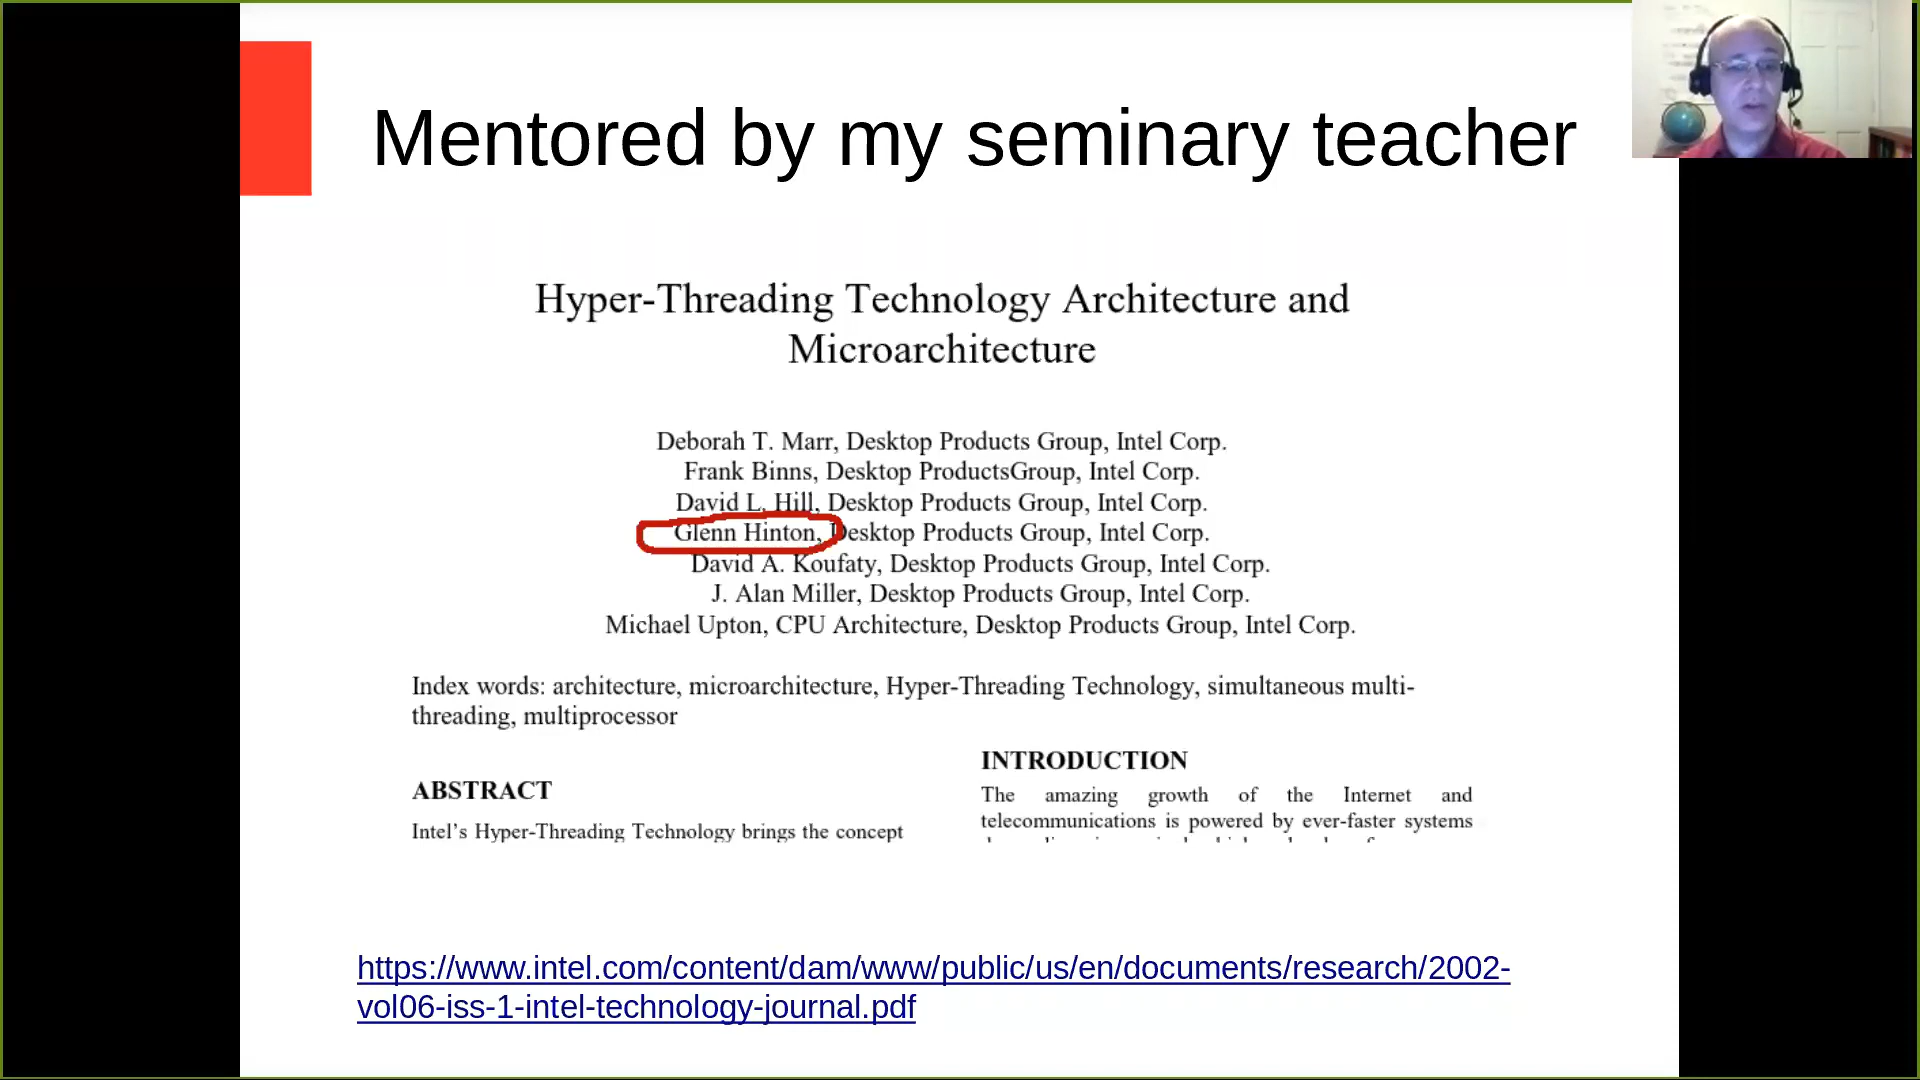 Mentored by my seminary teacher
Hyper-Threading Technology Architecture and
Microarchitecture
Deborah T. Marr, Desktop Products Group, Intel Corp.
Frank Binns, Desktop ProductsGroup, Intel Corp.
David L. Hill, Desktop Products Group, Intel Corp.
Glenn Hinton, Desktop Products Group, Intel Corp.
David A. Koufaty, Desktop Products Group, Intel Corp.
J. Alan Miller, Desktop Products Group, Intel Corp.
Michael Upton, CPU Architecture, Desktop Products Group, Intel Corp.
Index words: architecture, microarchitecture, Hyper-Threading Technology, simultaneous multi-
threading, multiprocessor
ABSTRACT
Intel’s Hyper-Threading Technology brings the concept
INTRODUCTION
The amazing growth of the Internet and
telecommunications is powered by ever-faster systems
https://www.intel.com/content/dam/www/public/us/en/documents/research/2002-
vol06-iss-1-intel-technology-journal.pdf